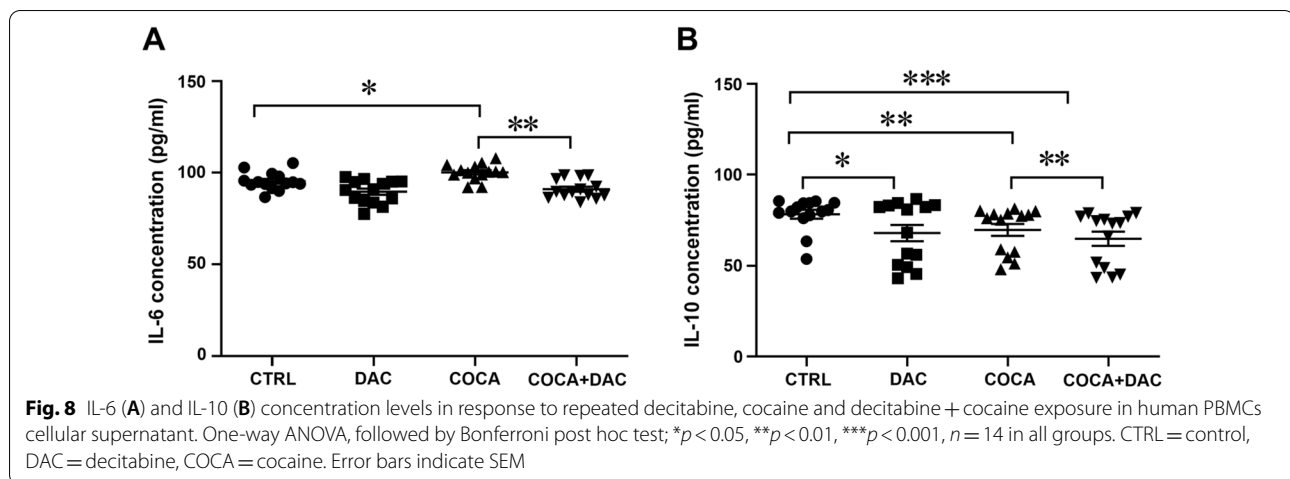 A
B
150
100
50
0
IL-6 concentration (pg/ml)
*
**
CTRL DAC COCA COCA+DAC
150
100
50
0
IL-10 concentration (pg/ml)
***
**
*
**
CTRL DAC COCA COCA+DAC
Fig. 8 IL-6 (A) and IL-10 (B) concentration levels in response to repeated decitabine, cocaine and decitabine + cocaine exposure in human PBMCs
cellular supernatant. One-way ANOVA, followed by Bonferroni post hoc test; *p < 0.05, **p < 0.01, ***p < 0.001, n = 14 in all groups. CTRL = control,
DAC = decitabine, COCA = cocaine. Error bars indicate SEM